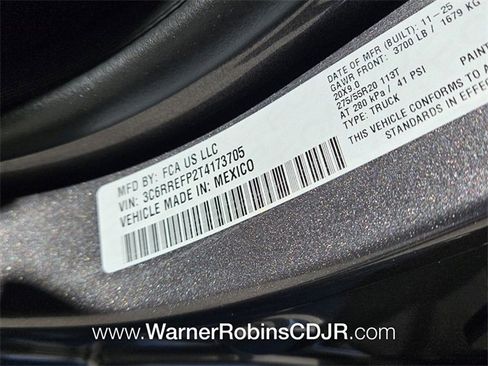 MFD BY: FCA US LLC
VIN: 3C6RREFP2T4173705
VEHICLE MADE IN: MEXICO
DATE OF MFR (BUILT): 11-25
GAWR FRONT: 3700 LB / 1679 KG
20X9.0
275/55R20 113T
AT 280 kPa / 41 PSI
TYPE: TRUCK
THIS VEHICLE CONFORMS TO A
STANDARDS IN EFFEC
PAINT
www.WarnerRobinsCDJR.com